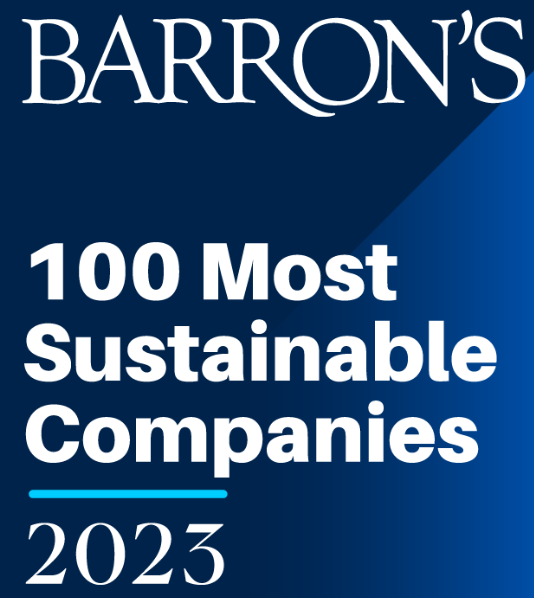 BARRON'S
100 Most
Sustainable
Companies
2023